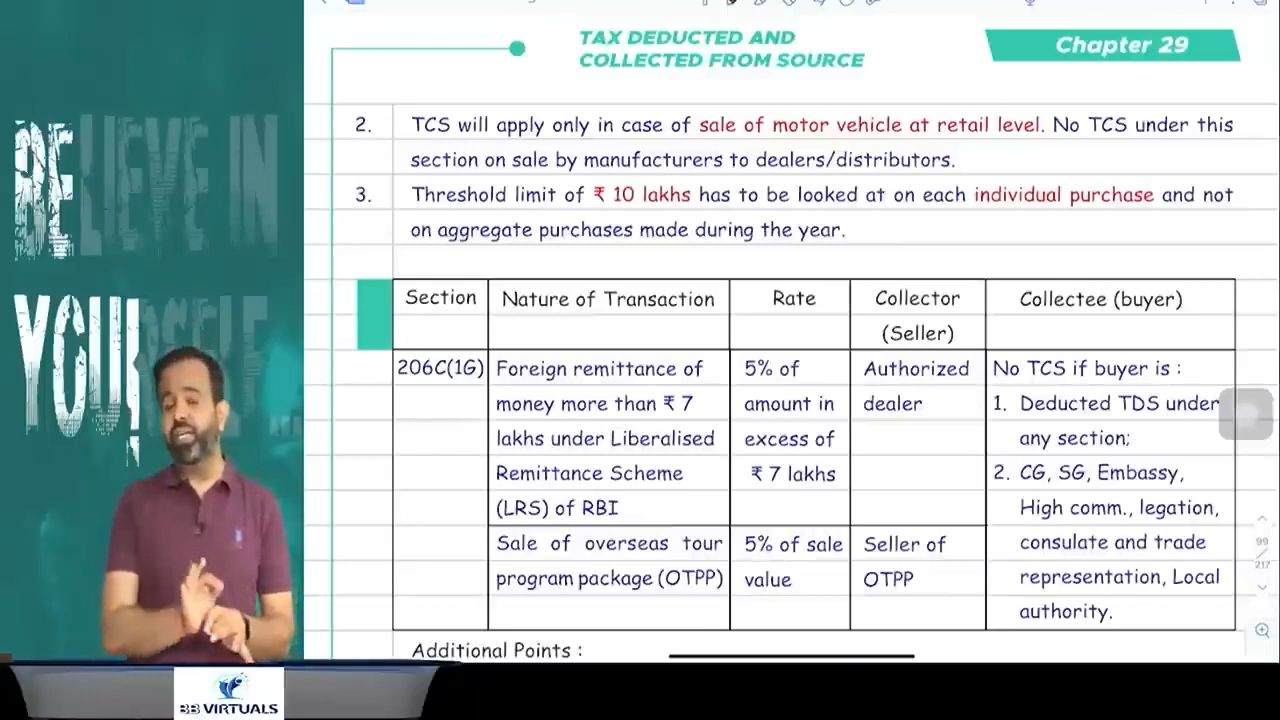 BELIEVE IN
YOURSELF
TAX DEDUCTED AND
COLLECTED FROM SOURCE
Chapter 29
2. TCS will apply only in case of sale of motor vehicle at retail level. No TCS under this
section on sale by manufacturers to dealers/distributors.
3. Threshold limit of ₹ 10 lakhs has to be looked at on each individual purchase and not
on aggregate purchases made during the year.
Section Nature of Transaction Rate Collector Collectee (buyer)
(Seller)
206C(1G) Foreign remittance of 5% of Authorized No TCS if buyer is :
money more than ₹ 7 amount in dealer 1. Deducted TDS under
lakhs under Liberalised excess of any section;
Remittance Scheme ₹ 7 lakhs 2. CG, SG, Embassy,
(LRS) of RBI High comm., legation,
Sale of overseas tour 5% of sale Seller of consulate and trade
program package (OTPP) value OTPP representation, Local
authority.
Additional Points :
99
217
BB VIRTUALS